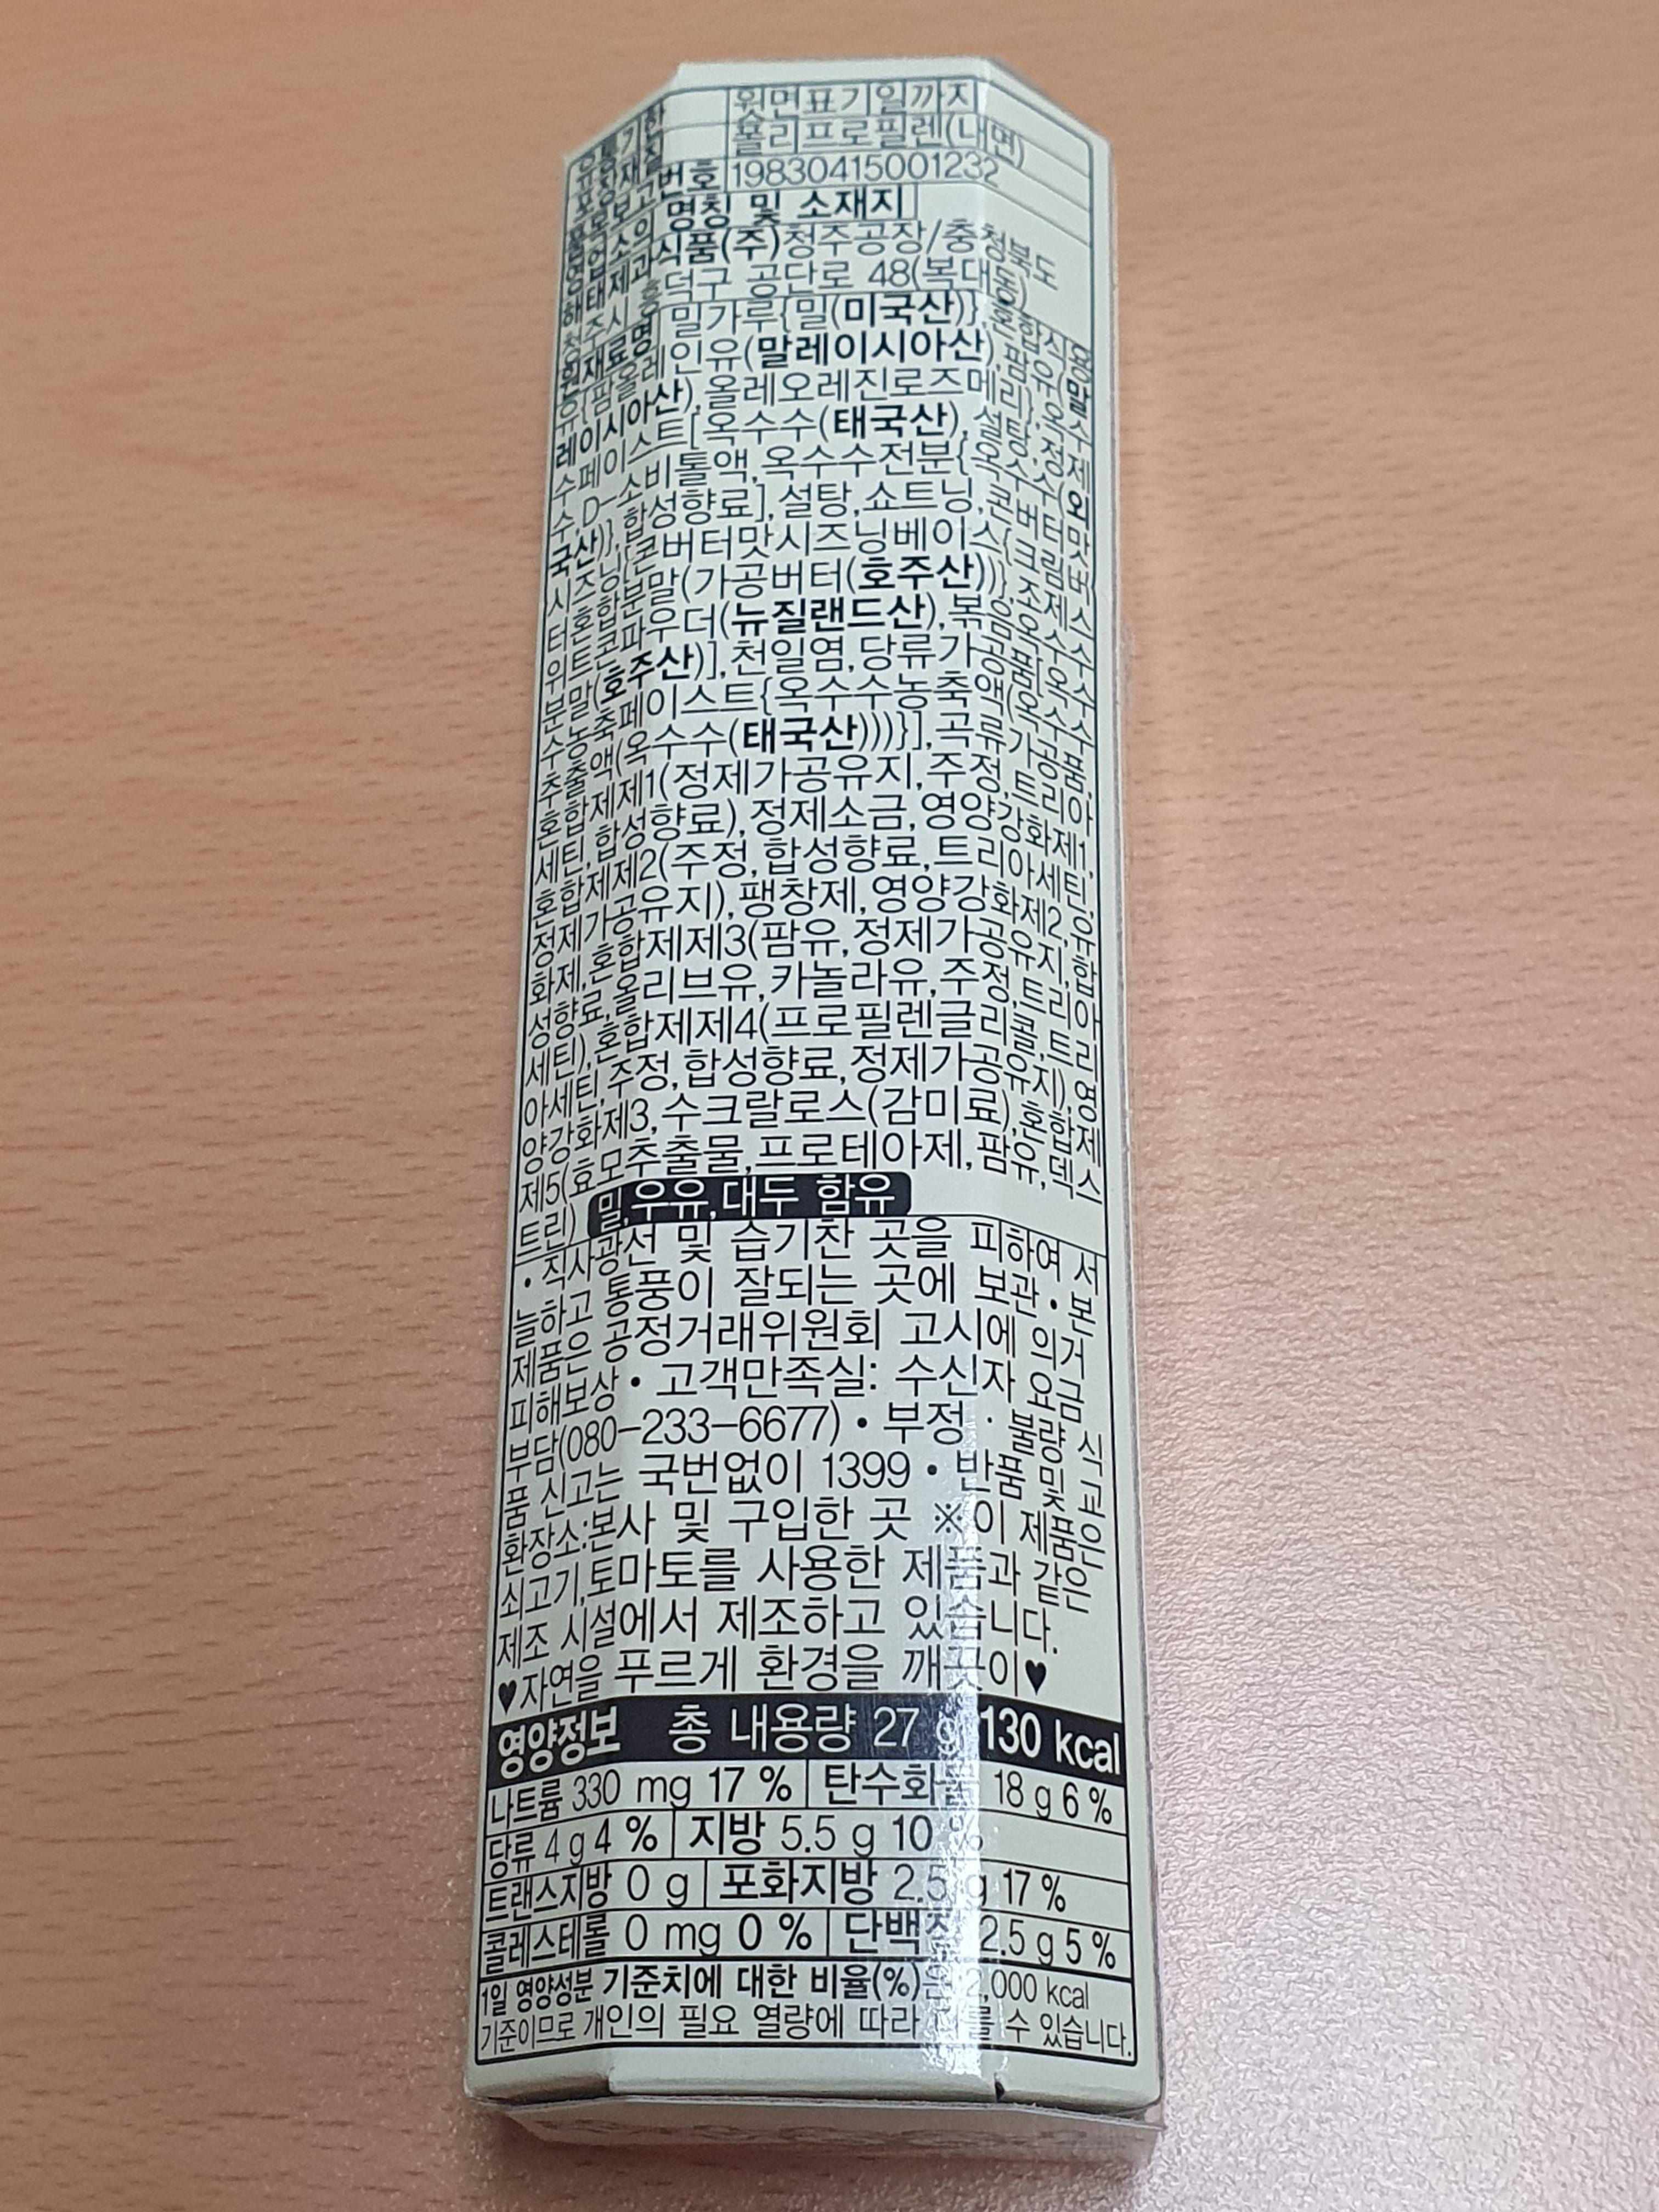 유통기한 윗면표기일까지
포장재질 폴리프로필렌(내면)
품목보고번호 19830415001232
영업소의 명칭 및 소재지
해태제과식품(주)청주공장/충청북도
청주시 흥덕구 공단로 48(복대동)
원재료명 밀가루{밀(미국산)},혼합식용
유{팜올레인유(말레이시아산),팜유(말
레이시아산),올레오레진로즈메리},옥수
수페이스트[옥수수(태국산),설탕,정제
수,D-소비톨액,옥수수전분{옥수수(외
국산)},합성향료],설탕,쇼트닝,콘버터맛
시즈닝{콘버터맛시즈닝베이스{크림버
터혼합분말(가공버터(호주산))},조제스
위트콘파우더(뉴질랜드산),볶음옥수수
분말(호주산)],천일염,당류가공품[옥수
수농축페이스트{옥수수농축액(옥수수
추출액(옥수수(태국산)))}],곡류가공품,
혼합제제1(정제가공유지,주정,트리아
세틴,합성향료),정제소금,영양강화제1,
혼합제제2(주정,합성향료,트리아세틴,
정제가공유지),팽창제,영양강화제2,유
화제,혼합제제3(팜유,정제가공유지,합
성향료,올리브유,카놀라유,주정,트리아
세틴),혼합제제4(프로필렌글리콜,트리
아세틴,주정,합성향료,정제가공유지),영
양강화제3,수크랄로스(감미료),혼합제
제5(효모추출물,프로테아제,팜유,덱스
트린) 밀,우유,대두 함유
• 직사광선 및 습기찬 곳을 피하여 서
늘하고 통풍이 잘되는 곳에 보관 • 본
제품은 공정거래위원회 고시에 의거
피해보상 • 고객만족실: 수신자 요금
부담(080-233-6677) • 부정 · 불량 식
품 신고는 국번없이 1399 • 반품 및 교
환장소:본사 및 구입한 곳 ※이 제품은
쇠고기,토마토를 사용한 제품과 같은
제조 시설에서 제조하고 있습니다.
♥자연을 푸르게 환경을 깨끗이♥
영양정보 총 내용량 27 g 130 kcal
나트륨 330 mg 17 % 탄수화물 18 g 6 %
당류 4 g 4 % 지방 5.5 g 10 %
트랜스지방 0 g 포화지방 2.5 g 17 %
콜레스테롤 0 mg 0 % 단백질 2.5 g 5 %
1일 영양성분 기준치에 대한 비율(%)은 2,000 kcal
기준이므로 개인의 필요 열량에 따라 다를 수 있습니다.